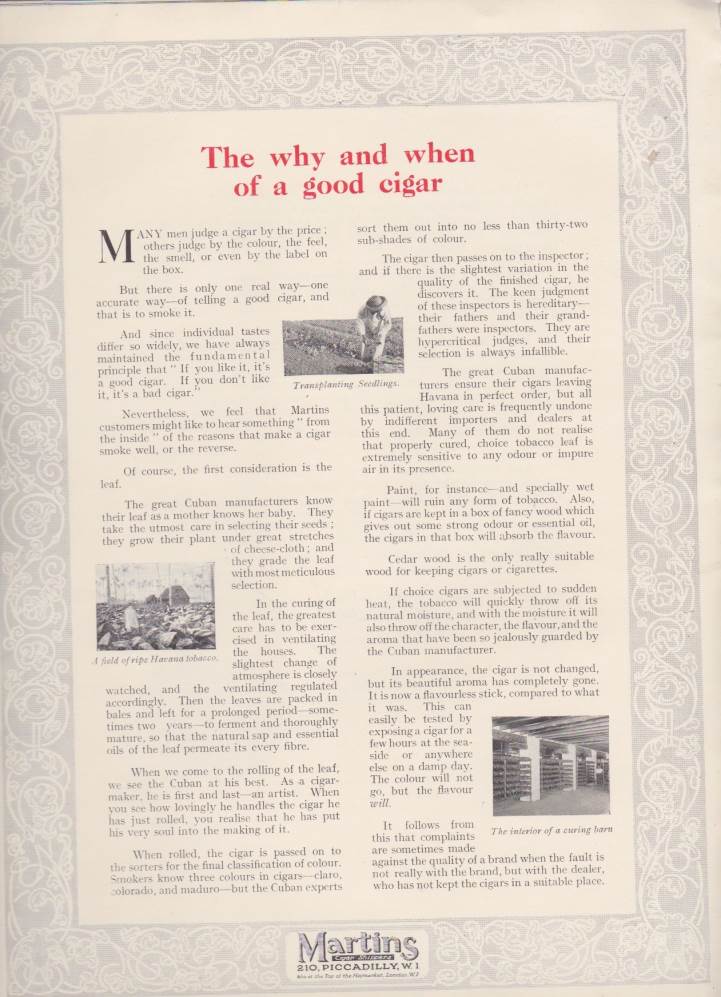 The why and when
of a good cigar
MANY men judge a cigar by the price ;
others judge by the colour, the feel,
the smell, or even by the label on
the box.
But there is only one real way—one
accurate way—of telling a good cigar, and
that is to smoke it.
And since individual tastes
differ so widely, we have always
maintained the fundamental
principle that " If you like it, it's
a good cigar. If you don't like
it, it's a bad cigar."
Transplanting Seedlings.
Nevertheless, we feel that Martins
customers might like to hear something " from
the inside " of the reasons that make a cigar
smoke well, or the reverse.
Of course, the first consideration is the
leaf.
The great Cuban manufacturers know
their leaf as a mother knows her baby. They
take the utmost care in selecting their seeds ;
they grow their plant under great stretches
of cheese-cloth ; and
they grade the leaf
with most meticulous
selection.
In the curing of
the leaf, the greatest
care has to be exer-
cised in ventilating
the houses. The
slightest change of
atmosphere is closely
A field of ripe Havana tobacco.
watched, and the ventilating regulated
accordingly. Then the leaves are packed in
bales and left for a prolonged period—some-
times two years—to ferment and thoroughly
mature, so that the natural sap and essential
oils of the leaf permeate its every fibre.
When we come to the rolling of the leaf,
we see the Cuban at his best. As a cigar-
maker, he is first and last—an artist. When
you see how lovingly he handles the cigar he
has just rolled, you realise that he has put
his very soul into the making of it.
When rolled, the cigar is passed on to
the sorters for the final classification of colour.
Smokers know three colours in cigars—claro,
colorado, and maduro—but the Cuban experts
sort them out into no less than thirty-two
sub-shades of colour.
The cigar then passes on to the inspector ;
and if there is the slightest variation in the
quality of the finished cigar, he
discovers it. The keen judgment
of these inspectors is hereditary—
their fathers and their grand-
fathers were inspectors. They are
hypercritical judges, and their
selection is always infallible.
The great Cuban manufac-
turers ensure their cigars leaving
Havana in perfect order, but all
this patient, loving care is frequently undone
by indifferent importers and dealers at
this end. Many of them do not realise
that properly cured, choice tobacco leaf is
extremely sensitive to any odour or impure
air in its presence.
Paint, for instance—and specially wet
paint—will ruin any form of tobacco. Also,
if cigars are kept in a box of fancy wood which
gives out some strong odour or essential oil,
the cigars in that box will absorb the flavour.
Cedar wood is the only really suitable
wood for keeping cigars or cigarettes.
If choice cigars are subjected to sudden
heat, the tobacco will quickly throw off its
natural moisture, and with the moisture it will
also throw off the character, the flavour, and the
aroma that have been so jealously guarded by
the Cuban manufacturer.
In appearance, the cigar is not changed,
but its beautiful aroma has completely gone.
It is now a flavourless stick, compared to what
it was. This can
easily be tested by
exposing a cigar for a
few hours at the sea-
side or anywhere
else on a damp day.
The colour will not
go, but the flavour
will.
The interior of a curing barn
It follows from
this that complaints
are sometimes made
against the quality of a brand when the fault is
not really with the brand, but with the dealer,
who has not kept the cigars in a suitable place.
Martins
Cigar Shippers
210, PICCADILLY, W.1
Also at the Top of the Haymarket, London, W.1